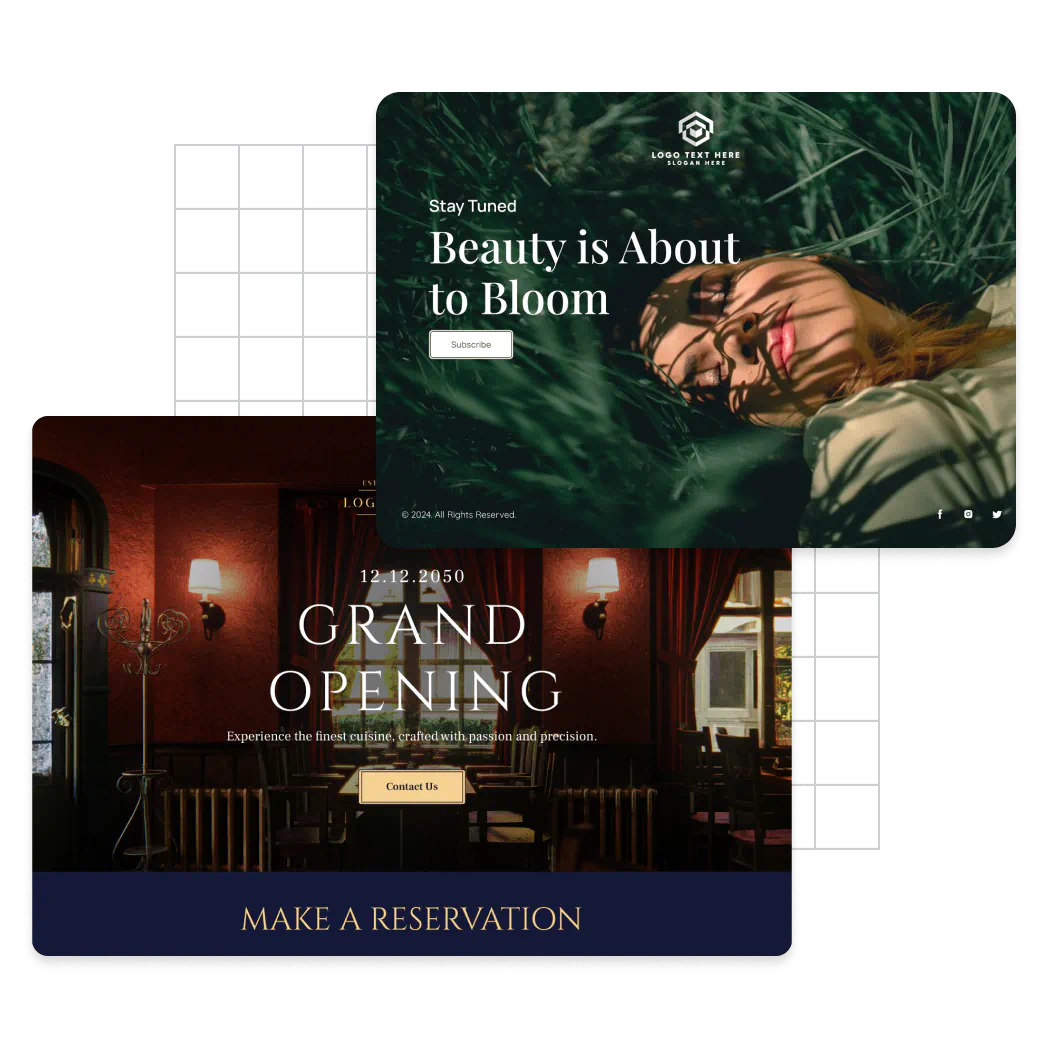 LOGO TEXT HERE
SLOGAN HERE
Stay Tuned
Beauty is About
to Bloom
Subscribe
© 2024. All Rights Reserved.
EST
LOG
12.12.2050
GRAND
OPENING
Experience the finest cuisine, crafted with passion and precision.
Contact Us
MAKE A RESERVATION